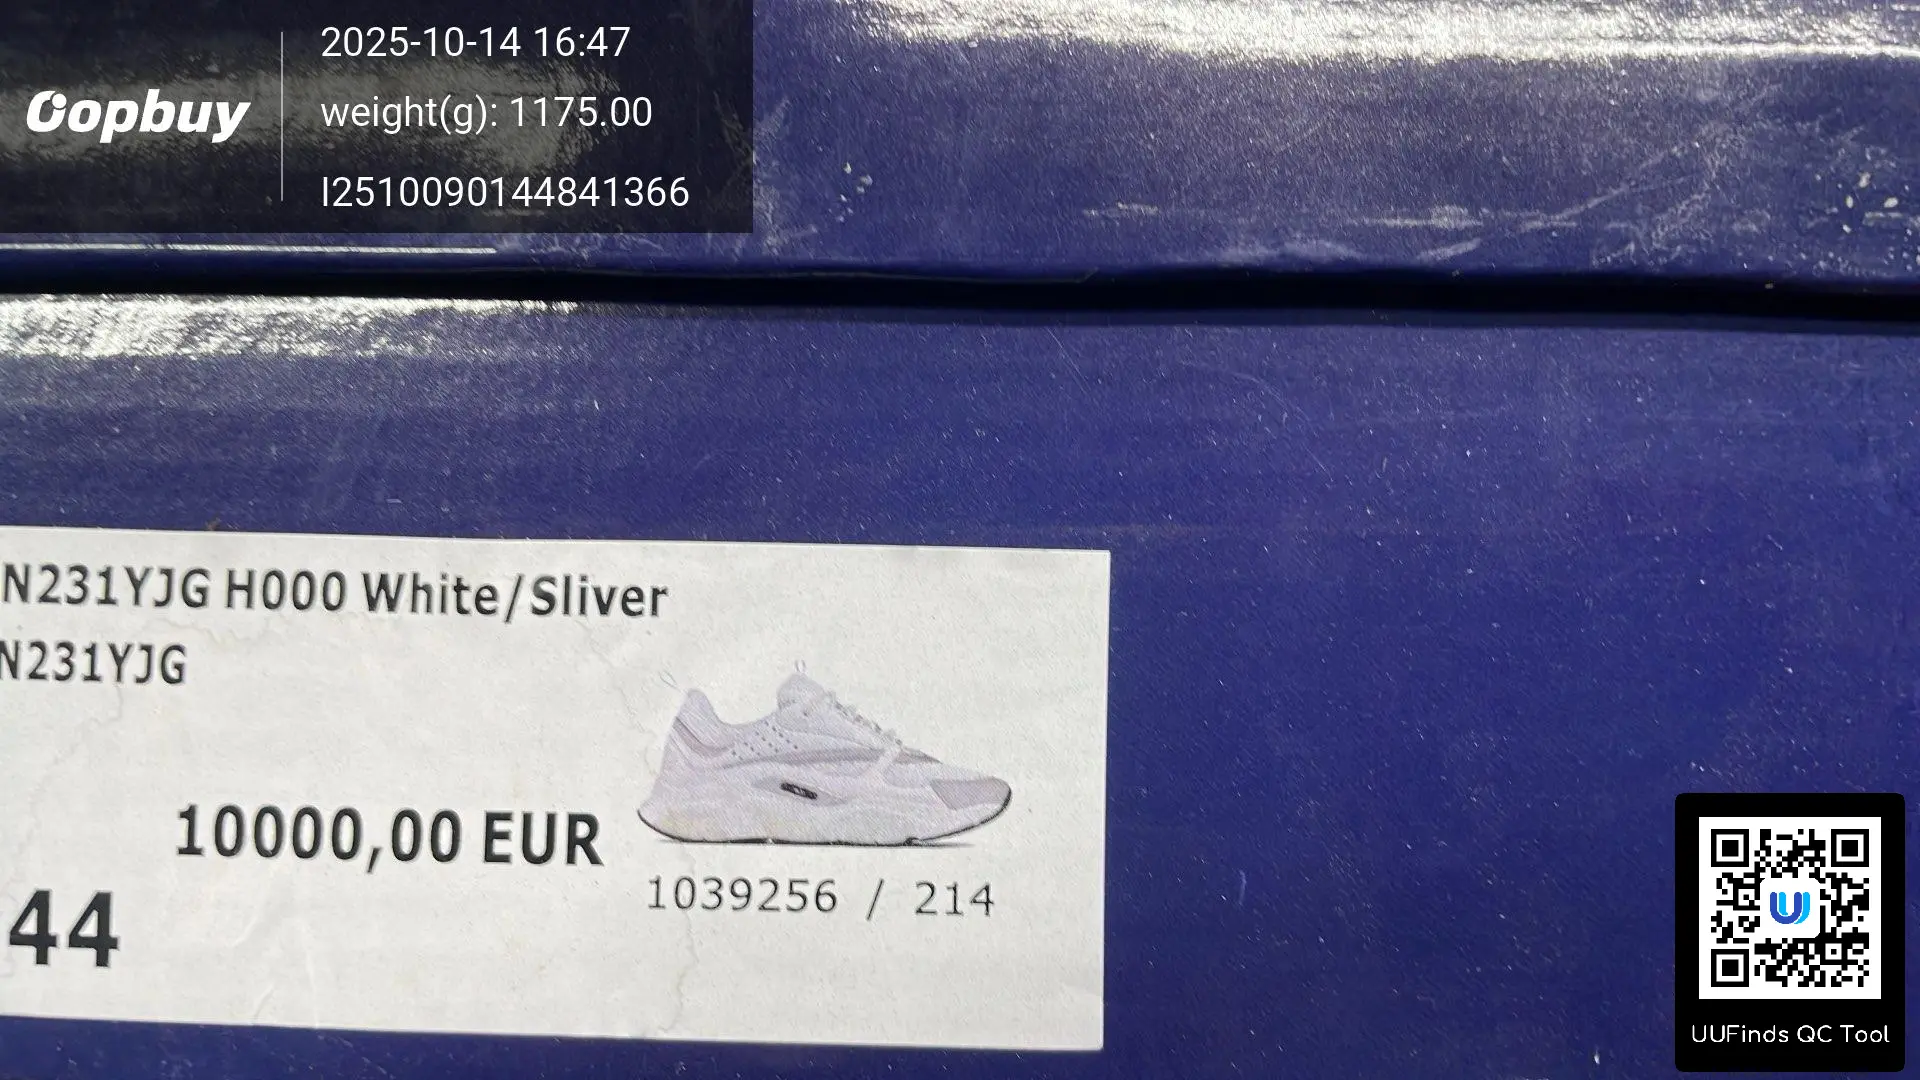 Oopbuy
2025-10-14 16:47
weight(g): 1175.00
I2510090144841366
N231YJG H000 White/Sliver
N231YJG
10000,00 EUR
44
1039256 / 214
UUFinds QC Tool